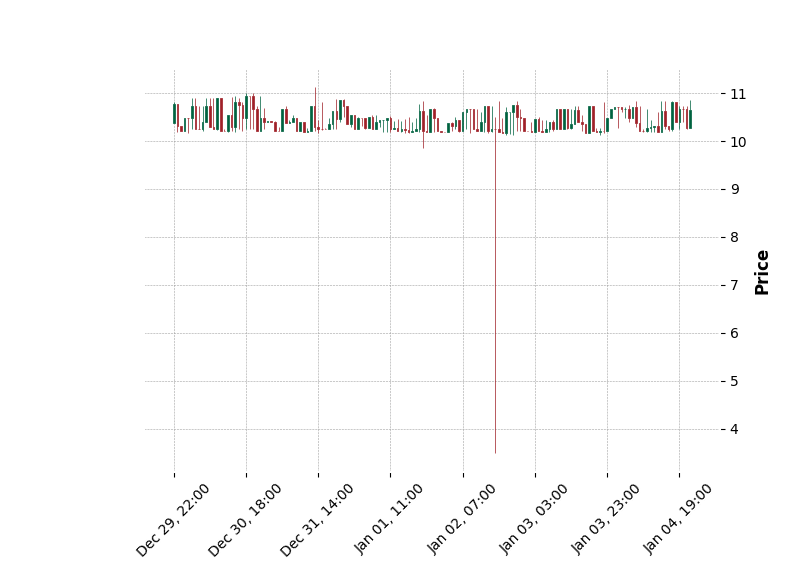 11
10
9
8
7
6
5
4
Price
Dec 29, 22:00
Dec 30, 18:00
Dec 31, 14:00
Jan 01, 11:00
Jan 02, 07:00
Jan 03, 03:00
Jan 03, 23:00
Jan 04, 19:00